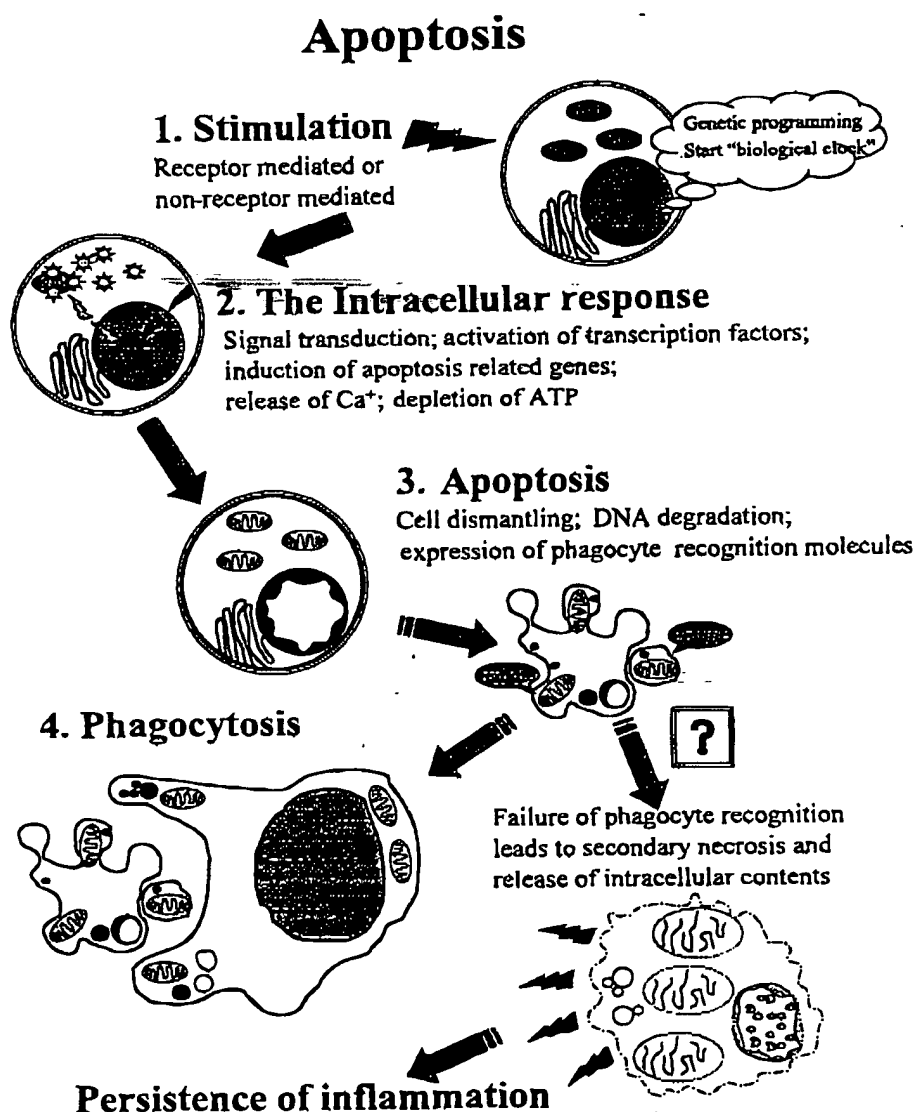 Apoptosis
1. Stimulation
Receptor mediated or
non-receptor mediated
Genetic programming
Start "biological clock"
2. The Intracellular response
Signal transduction; activation of transcription factors;
induction of apoptosis related genes;
release of Ca⁺; depletion of ATP
3. Apoptosis
Cell dismantling; DNA degradation;
expression of phagocyte recognition molecules
4. Phagocytosis
?
Failure of phagocyte recognition
leads to secondary necrosis and
release of intracellular contents
Persistence of inflammation